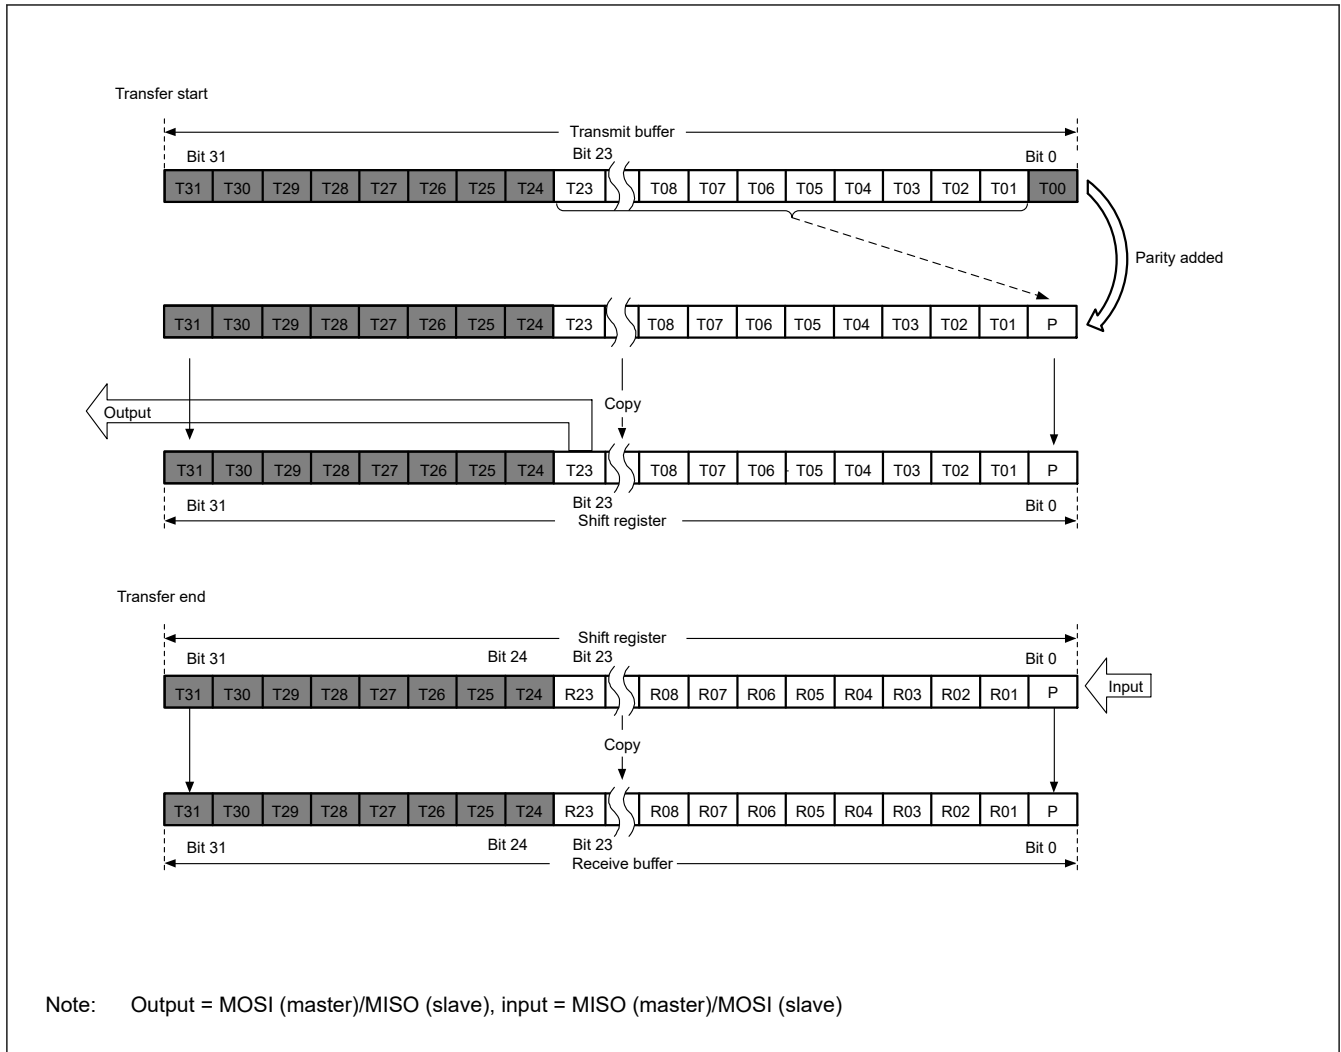 Transfer start
Transmit buffer
Bit 31 Bit 23 Bit 0
T31 T30 T29 T28 T27 T26 T25 T24 T23 T08 T07 T06 T05 T04 T03 T02 T01 T00
Parity added
T31 T30 T29 T28 T27 T26 T25 T24 T23 T08 T07 T06 T05 T04 T03 T02 T01 P
Output
Copy
T31 T30 T29 T28 T27 T26 T25 T24 T23 T08 T07 T06 T05 T04 T03 T02 T01 P
Bit 31 Bit 23 Bit 0
Shift register
Transfer end
Shift register
Bit 31 Bit 24 Bit 23 Bit 0
T31 T30 T29 T28 T27 T26 T25 T24 R23 R08 R07 R06 R05 R04 R03 R02 R01 P
Input
Copy
T31 T30 T29 T28 T27 T26 T25 T24 R23 R08 R07 R06 R05 R04 R03 R02 R01 P
Bit 31 Bit 24 Bit 23 Bit 0
Receive buffer
Note: Output = MOSI (master)/MISO (slave), input = MISO (master)/MOSI (slave)